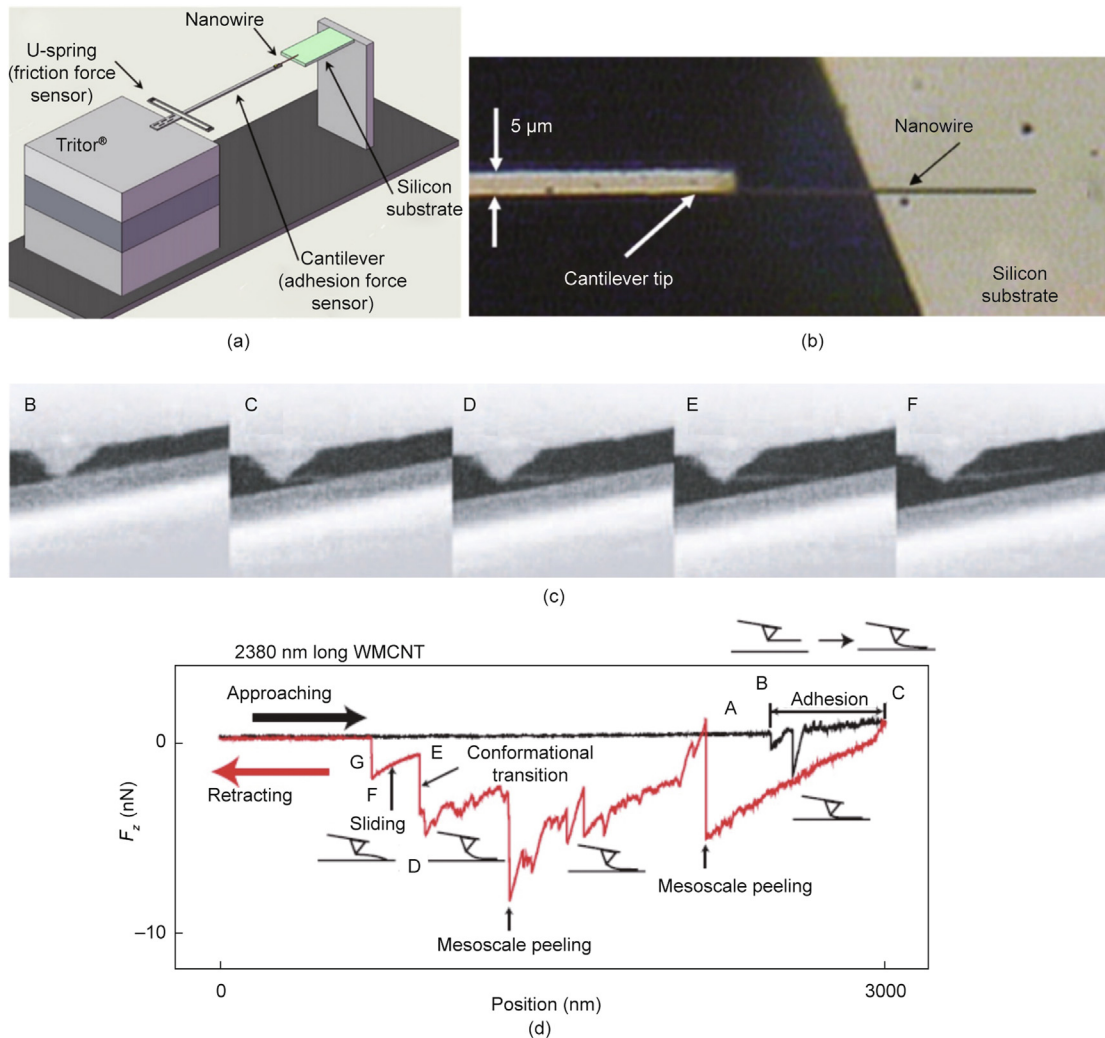 Nanowire
U-spring
(friction force
sensor)
Tritor®
Silicon
substrate
Cantilever
(adhesion force
sensor)
(a)
5 μm
Nanowire
Cantilever tip
Silicon
substrate
(b)
B
C
D
E
F
(c)
2380 nm long WMCNT
Approaching
A
B
Adhesion
C
0
G
E
Conformational
transition
Retracting
F
Sliding
D
Mesoscale peeling
Mesoscale peeling
Fz (nN)
−10
0
3000
Position (nm)
(d)